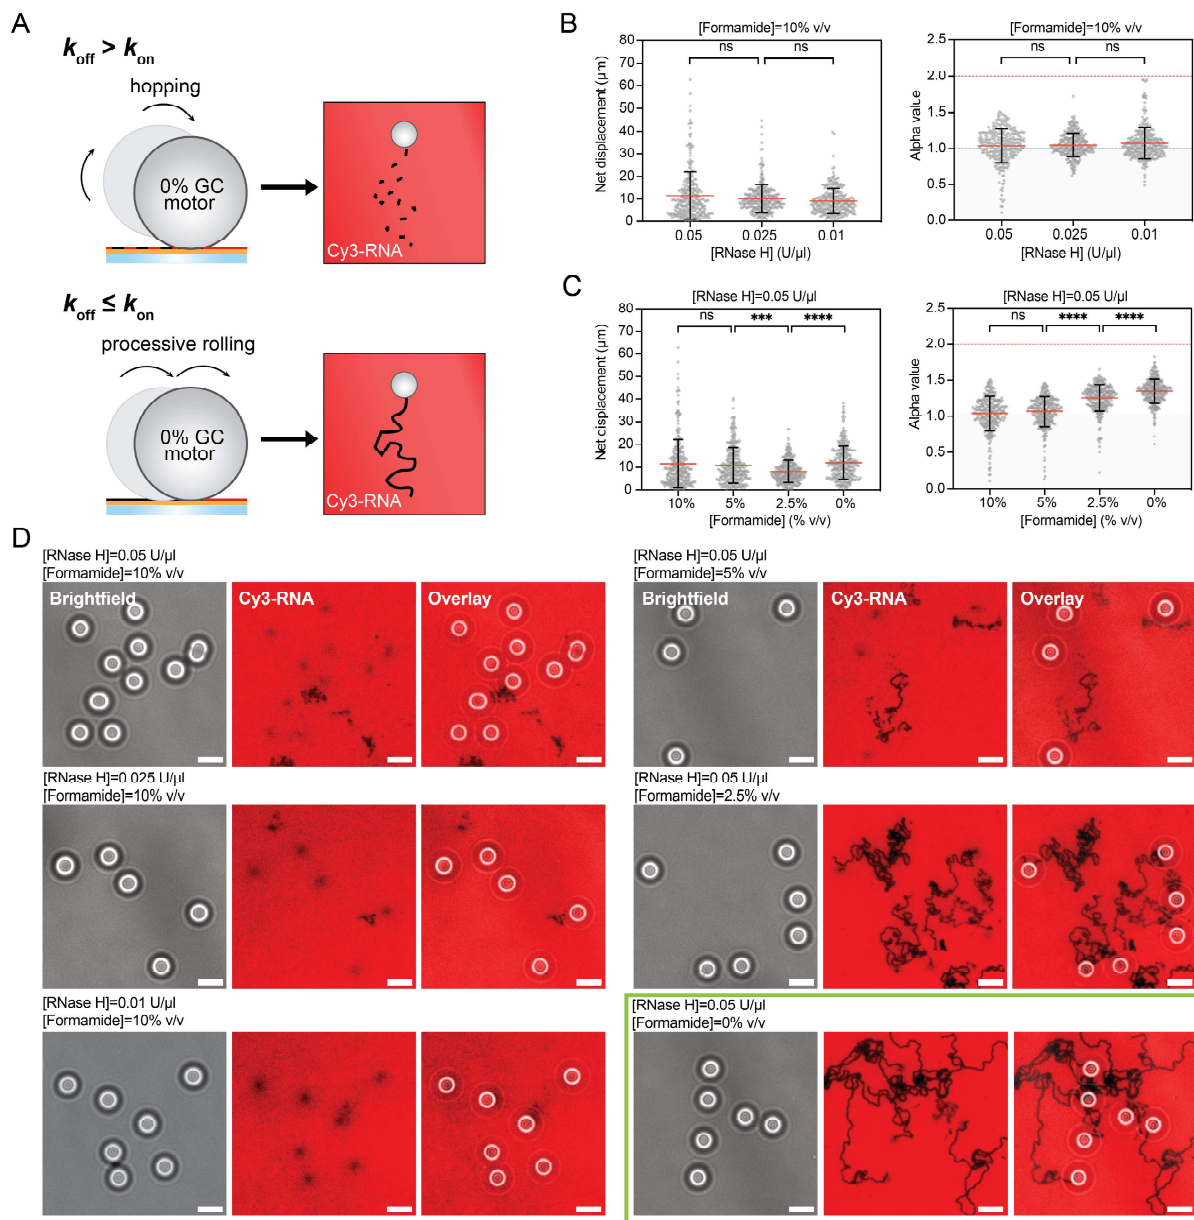 A
k_off > k_on
hopping
0% GC
motor
Cy3-RNA
k_off ≤ k_on
processive rolling
0% GC
motor
Cy3-RNA
B
[Formamide]=10% v/v
ns
ns
Net displacement (µm)
80
70
60
50
40
30
20
10
0
0.05
0.025
0.01
[RNase H] (U/µl)
[Formamide]=10% v/v
ns
ns
Alpha value
2.5
2.0
1.5
1.0
0.5
0.0
0.05
0.025
0.01
[RNase H] (U/µl)
C
[RNase H]=0.05 U/µl
ns
***
****
Net displacement (µm)
80
70
60
50
40
30
20
10
0
10%
5%
2.5%
0%
[Formamide] (% v/v)
[RNase H]=0.05 U/µl
ns
****
****
Alpha value
2.5
2.0
1.5
1.0
0.5
0.0
10%
5%
2.5%
0%
[Formamide] (% v/v)
D
[RNase H]=0.05 U/µl
[Formamide]=10% v/v
Brightfield
Cy3-RNA
Overlay
[RNase H]=0.05 U/µl
[Formamide]=5% v/v
Brightfield
Cy3-RNA
Overlay
[RNase H]=0.025 U/µl
[Formamide]=10% v/v
[RNase H]=0.05 U/µl
[Formamide]=2.5% v/v
[RNase H]=0.01 U/µl
[Formamide]=10% v/v
[RNase H]=0.05 U/µl
[Formamide]=0% v/v